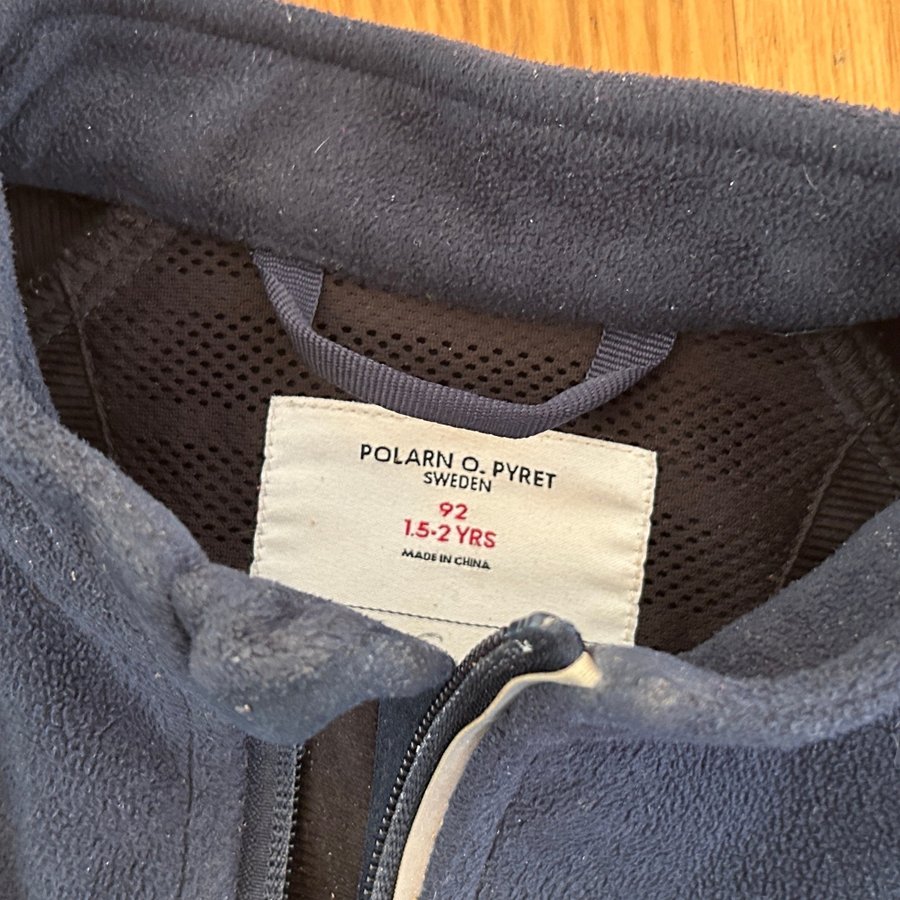 POLARN O. PYRET
SWEDEN
92
1.5-2 YRS
MADE IN CHINA